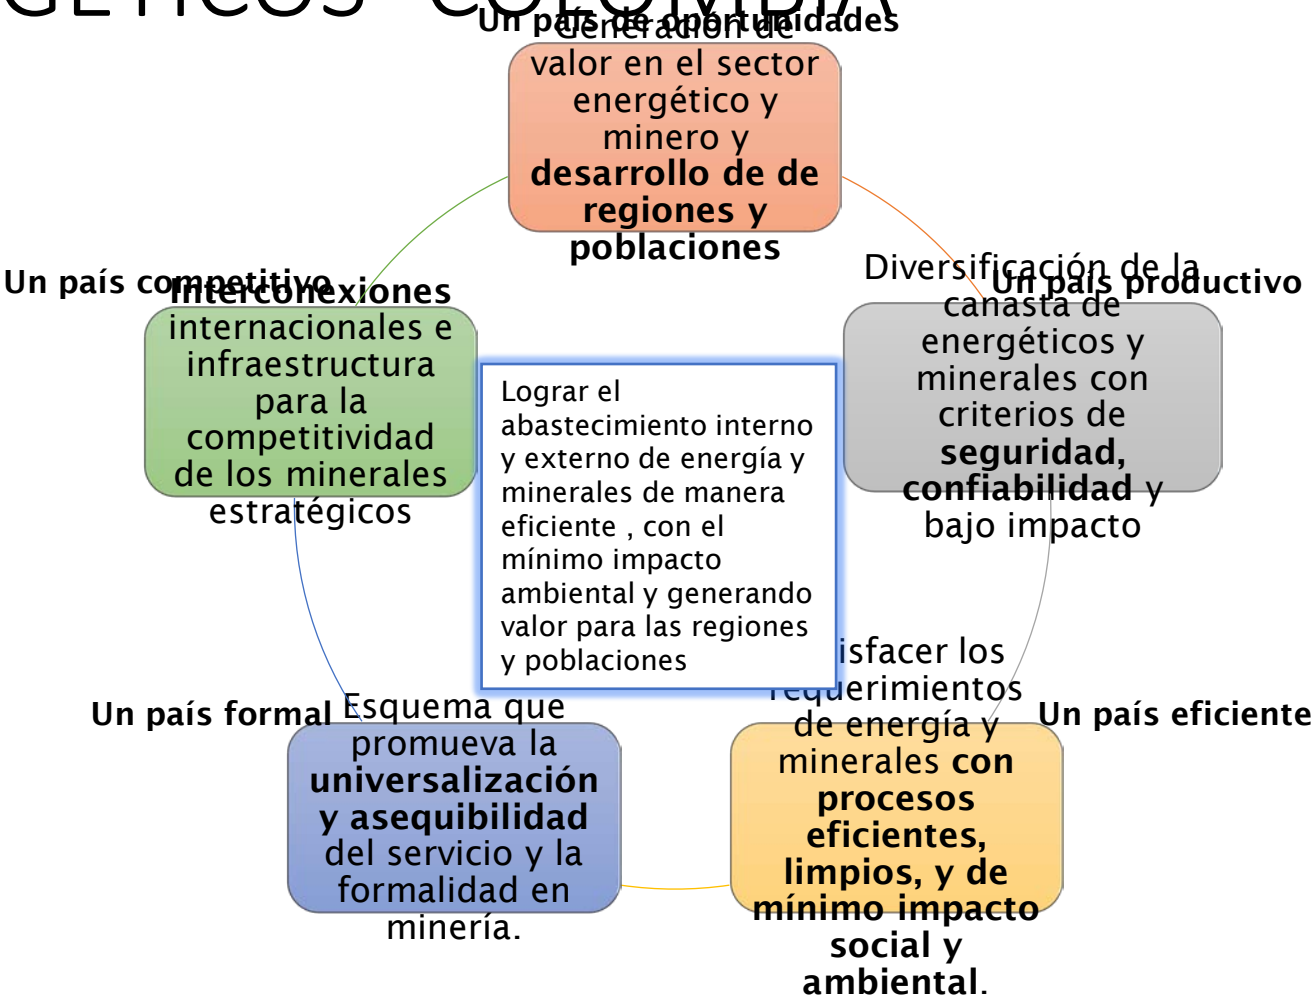 GÉTICOS COLOMBIA
Un país de oportunidades
Generación de
valor en el sector
energético y
minero y
desarrollo de de
regiones y
poblaciones
Un país competitivo
Interconexiones
internacionales e
infraestructura
para la
competitividad
de los minerales
estratégicos
Un país productivo
Diversificación de la
canasta de
energéticos y
minerales con
criterios de
seguridad,
confiabilidad y
bajo impacto
Lograr el
abastecimiento interno
y externo de energía y
minerales de manera
eficiente , con el
mínimo impacto
ambiental y generando
valor para las regiones
y poblaciones
Un país formal
Esquema que
promueva la
universalización
y asequibilidad
del servicio y la
formalidad en
minería.
Un país eficiente
isfacer los
requerimientos
de energía y
minerales con
procesos
eficientes,
limpios, y de
mínimo impacto
social y
ambiental.